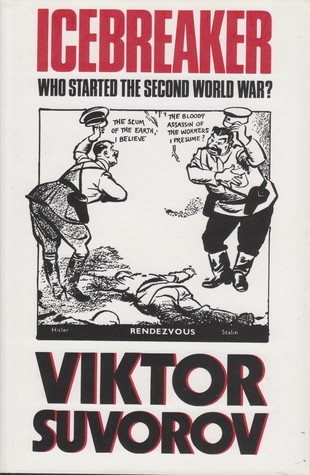 ICEBREAKER
WHO STARTED THE SECOND WORLD WAR?
THE SCUM
OF THE EARTH,
I BELIEVE?
THE BLOODY
ASSASSIN OF
THE WORKERS,
I PRESUME?
Hitler
RENDEZVOUS
Stalin
VIKTOR
SUVOROV